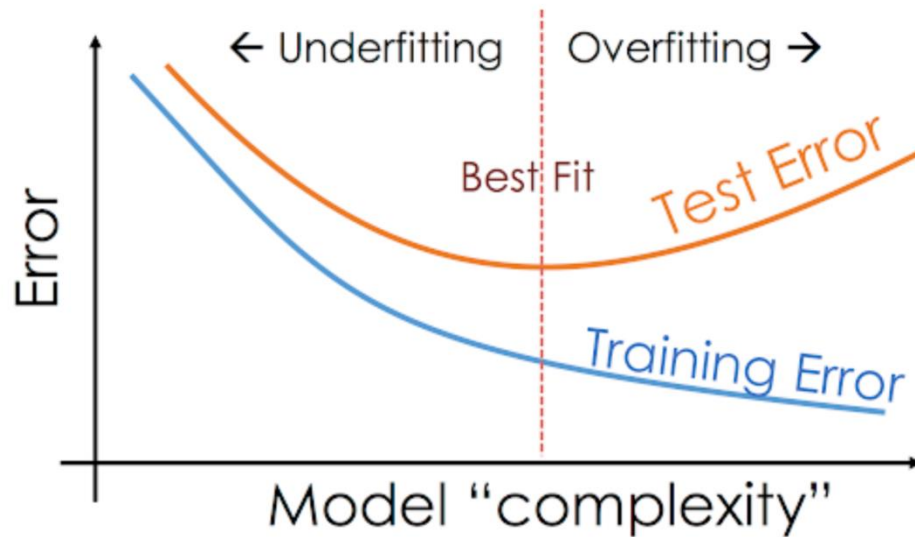 ← Underfitting
Overfitting →
Best Fit
Test Error
Error
Training Error
Model “complexity”